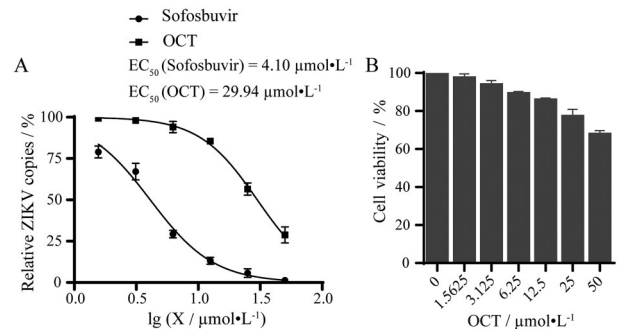 Sofosbuvir
OCT
EC50 (Sofosbuvir) = 4.10 μmol•L-1
EC50 (OCT) = 29.94 μmol•L-1
A
Relative ZIKV copies / %
100
75
50
25
0
0.0 0.5 1.0 1.5 2.0
lg (X / μmol•L-1)
B
Cell viability / %
100
80
60
40
20
0
0 1.5625 3.125 6.25 12.5 25 50
OCT / μmol•L-1